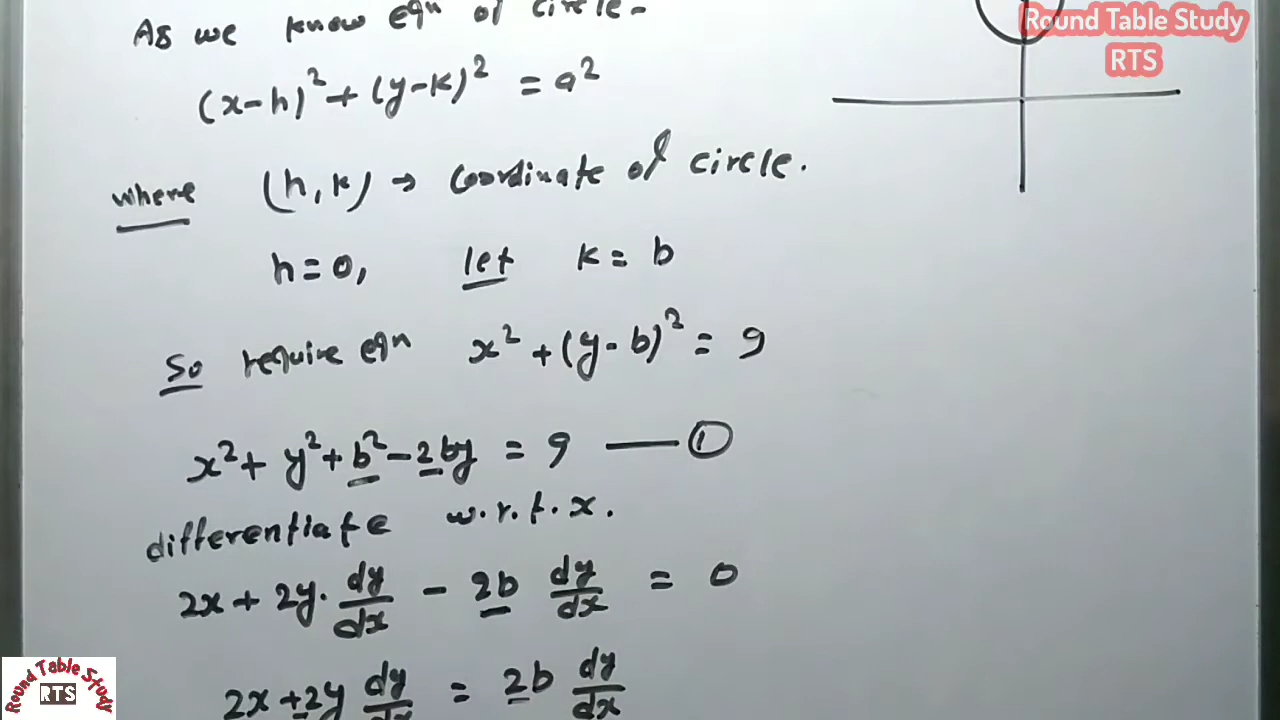 As we know eqn of circle-
Round Table Study
RTS
(x-h)² + (y-k)² = a²
where (h, k) → coordinate of circle.
h = 0, let k = b
So require eqn x² + (y - b)² = 9
x² + y² + b² - 2by = 9 —— ①
differentiate w.r.t. x.
2x + 2y. dy/dx - 2b dy/dx = 0
2x + 2y dy/dx = 2b dy/dx
Round Table Study
RTS